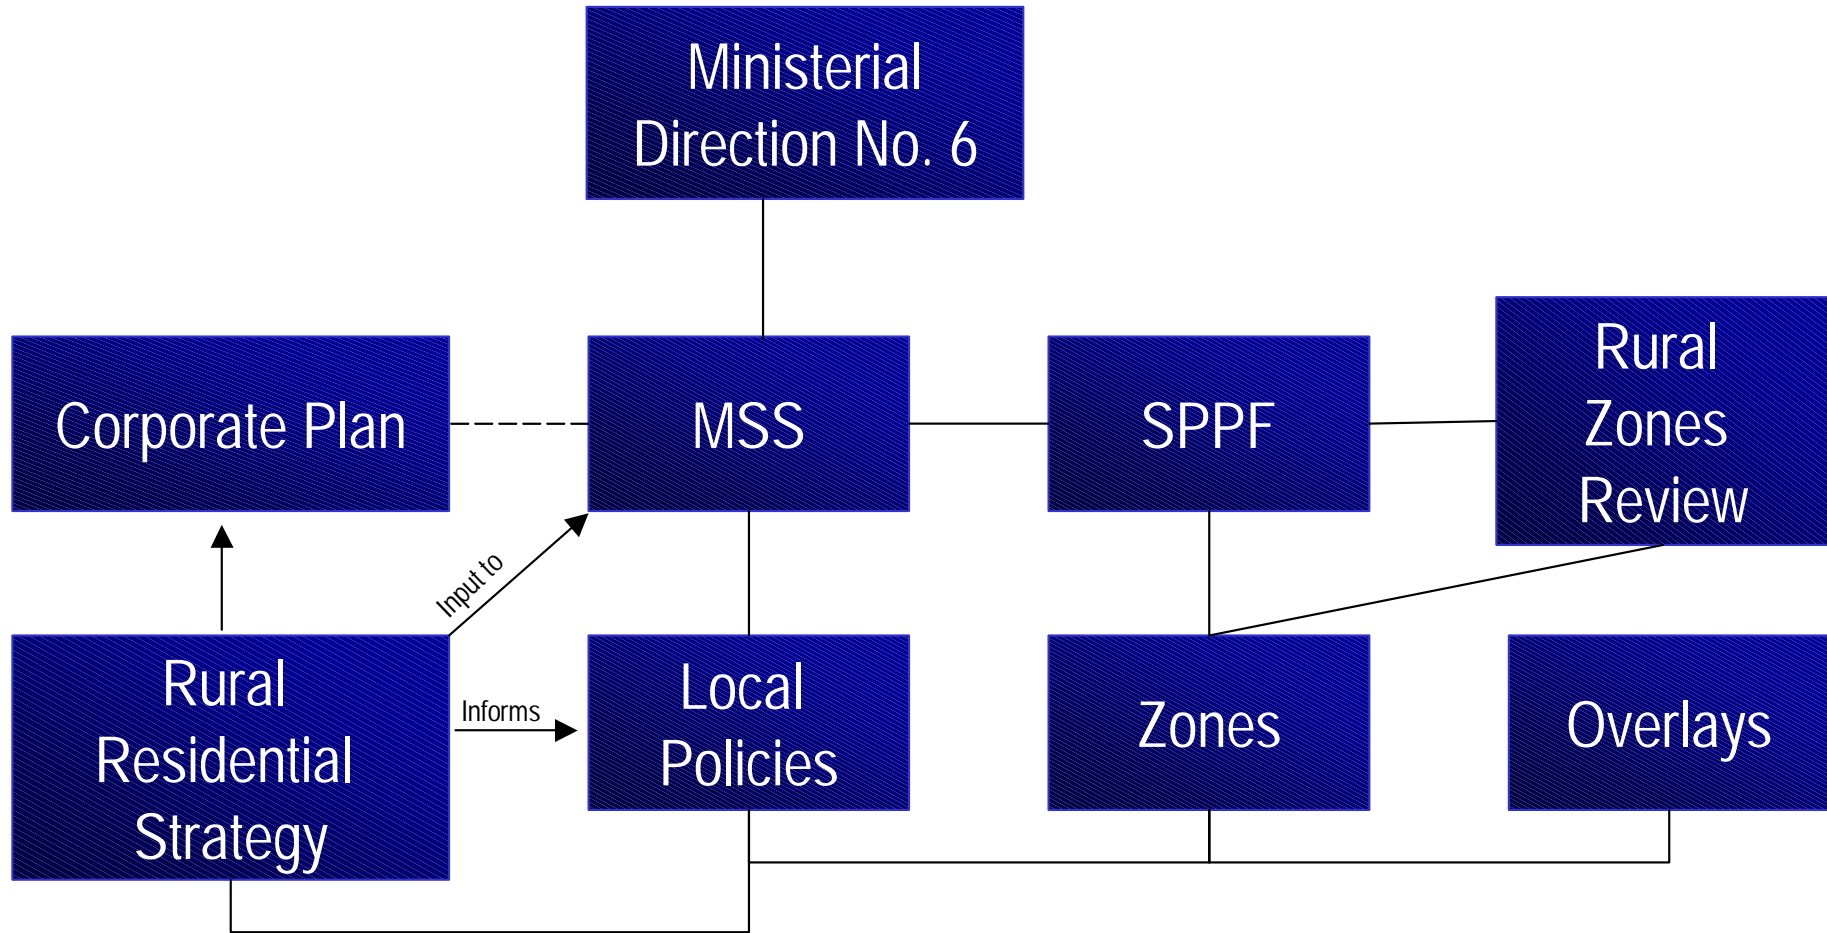 Ministerial
Direction No. 6
Corporate Plan
MSS
SPPF
Rural
Zones
Review
Input to
Rural
Residential
Strategy
Informs
Local
Policies
Zones
Overlays